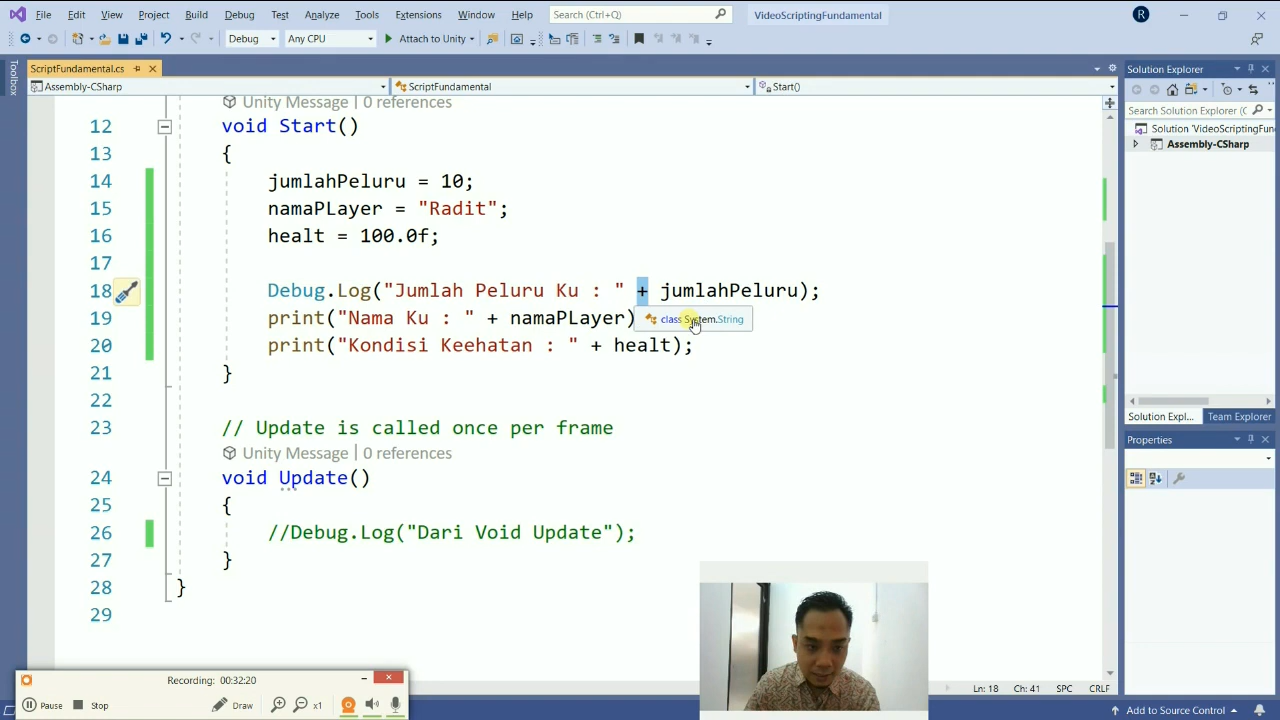 File Edit View Project Build Debug Test Analyze Tools Extensions Window Help Search (Ctrl+Q) VideoScriptingFundamental R
Debug Any CPU Attach to Unity
Toolbox
ScriptFundamental.cs
Assembly-CSharp ScriptFundamental Start()
Unity Message | 0 references
12 void Start()
13 {
14 jumlahPeluru = 10;
15 namaPLayer = "Radit";
16 healt = 100.0f;
17
18 Debug.Log("Jumlah Peluru Ku : " + jumlahPeluru);
19 print("Nama Ku : " + namaPLayer)
class System.String
20 print("Kondisi Keehatan : " + healt);
21 }
22
23 // Update is called once per frame
Unity Message | 0 references
24 void Update()
25 {
26 //Debug.Log("Dari Void Update");
27 }
28 }
29
Solution Explorer
Search Solution Explorer (
Solution 'VideoScriptingFun
Assembly-CSharp
Solution Expl... Team Explorer
Properties
Recording: 00:32:20
Pause Stop Draw x1
Ln: 18 Ch: 41 SPC CRLF
Add to Source Control